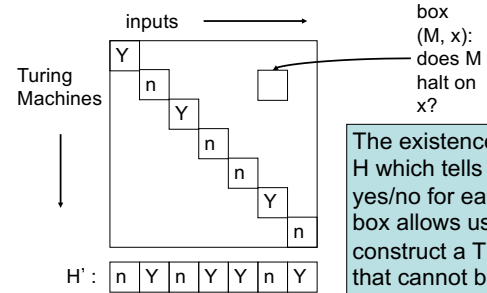 inputs
box
(M, x):
does M
halt on
x?
Turing
Machines
Y
n
Y
n
n
Y
n
H' : n Y n Y Y n Y
The existence
H which tells
yes/no for ea
box allows us
construct a T
that cannot b